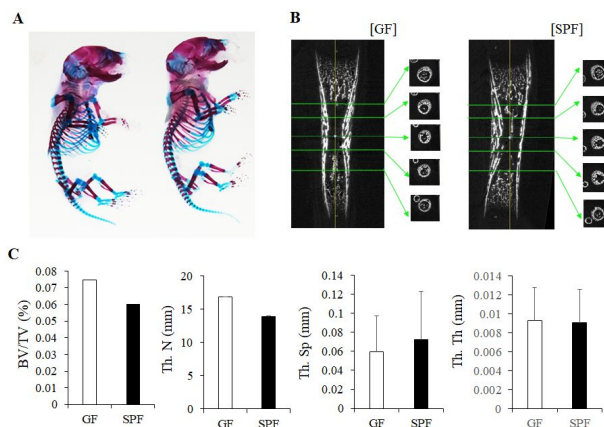 A
B
[GF]
[SPF]
C
BV/TV (%)
0.08
0.07
0.06
0.05
0.04
0.03
0.02
0.01
0
GF
SPF
Th. N (mm)
20
15
10
5
0
GF
SPF
Th. Sp (mm)
0.14
0.12
0.1
0.08
0.06
0.04
0.02
0
GF
SPF
Th. Th (mm)
0.014
0.012
0.01
0.008
0.006
0.004
0.002
0
GF
SPF